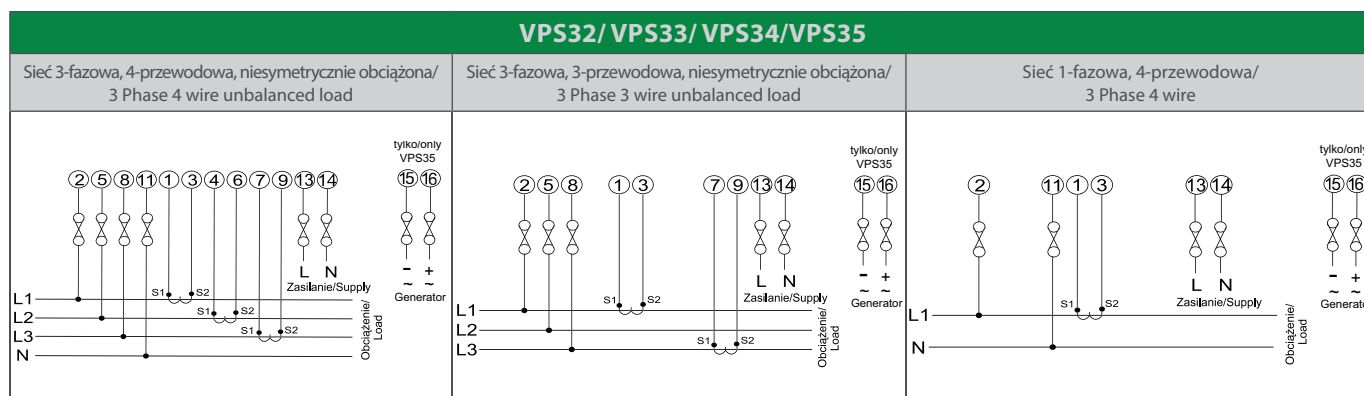 VPS32/ VPS33/ VPS34/VPS35
Sieć 3-fazowa, 4-przewodowa, niesymetrycznie obciążona/
3 Phase 4 wire unbalanced load
Sieć 3-fazowa, 3-przewodowa, niesymetrycznie obciążona/
3 Phase 3 wire unbalanced load
Sieć 1-fazowa, 4-przewodowa/
3 Phase 4 wire
tylko/only
VPS35
2 5 8 11 1 3 4 6 7 9 13 14 15 16
L N - +
~ ~
Zasilanie/Supply Generator
L1 S1 S2
L2 S1 S2
L3 S1 S2
N
Obciążenie/
Load
tylko/only
VPS35
2 5 8 1 3 7 9 13 14 15 16
L N - +
~ ~
Zasilanie/Supply Generator
L1 S1 S2
L2
L3 S1 S2
Obciążenie/
Load
tylko/only
VPS35
2 11 1 3 13 14 15 16
L N - +
~ ~
Zasilanie/Supply Generator
L1 S1 S2
N
Obciążenie/
Load